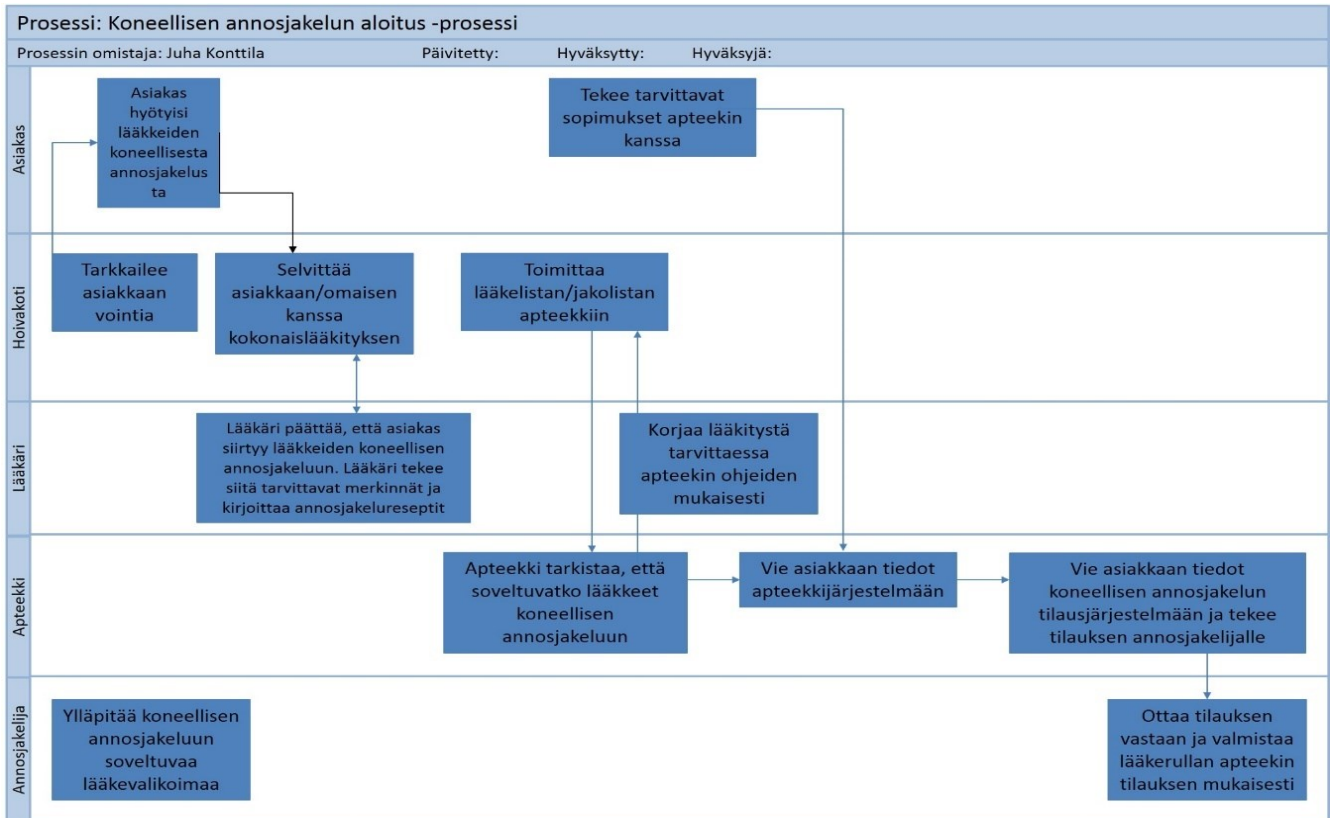 Prosessi: Koneellisen annosjakelun aloitus -prosessi
Prosessin omistaja: Juha Konttila Päivitetty: Hyväksytty: Hyväksyjä:
Asiakas
Asiakas
hyötyisi
lääkkeiden
koneellisesta
annosjakelus
ta
Tekee tarvittavat
sopimukset apteekin
kanssa
Hoivakoti
Tarkkailee
asiakkaan
vointia
Selvittää
asiakkaan/omaisen
kanssa
kokonaislääkityksen
Toimittaa
lääkelistan/jakolistan
apteekkiin
Lääkäri
Lääkäri päättää, että asiakas
siirtyy lääkkeiden koneellisen
annosjakeluun. Lääkäri tekee
siitä tarvittavat merkinnät ja
kirjoittaa annosjakelureseptit
Korjaa lääkitystä
tarvittaessa
apteekin ohjeiden
mukaisesti
Apteekki
Apteekki tarkistaa, että
soveltuvatko lääkkeet
koneellisen
annosjakeluun
Vie asiakkaan tiedot
apteekkijärjestelmään
Vie asiakkaan tiedot
koneellisen annosjakelun
tilausjärjestelmään ja tekee
tilauksen annosjakelijalle
Annosjakelija
Ylläpitää koneellisen
annosjakeluun
soveltuvaa
lääkevalikoimaa
Ottaa tilauksen
vastaan ja valmistaa
lääkerullan apteekin
tilauksen mukaisesti